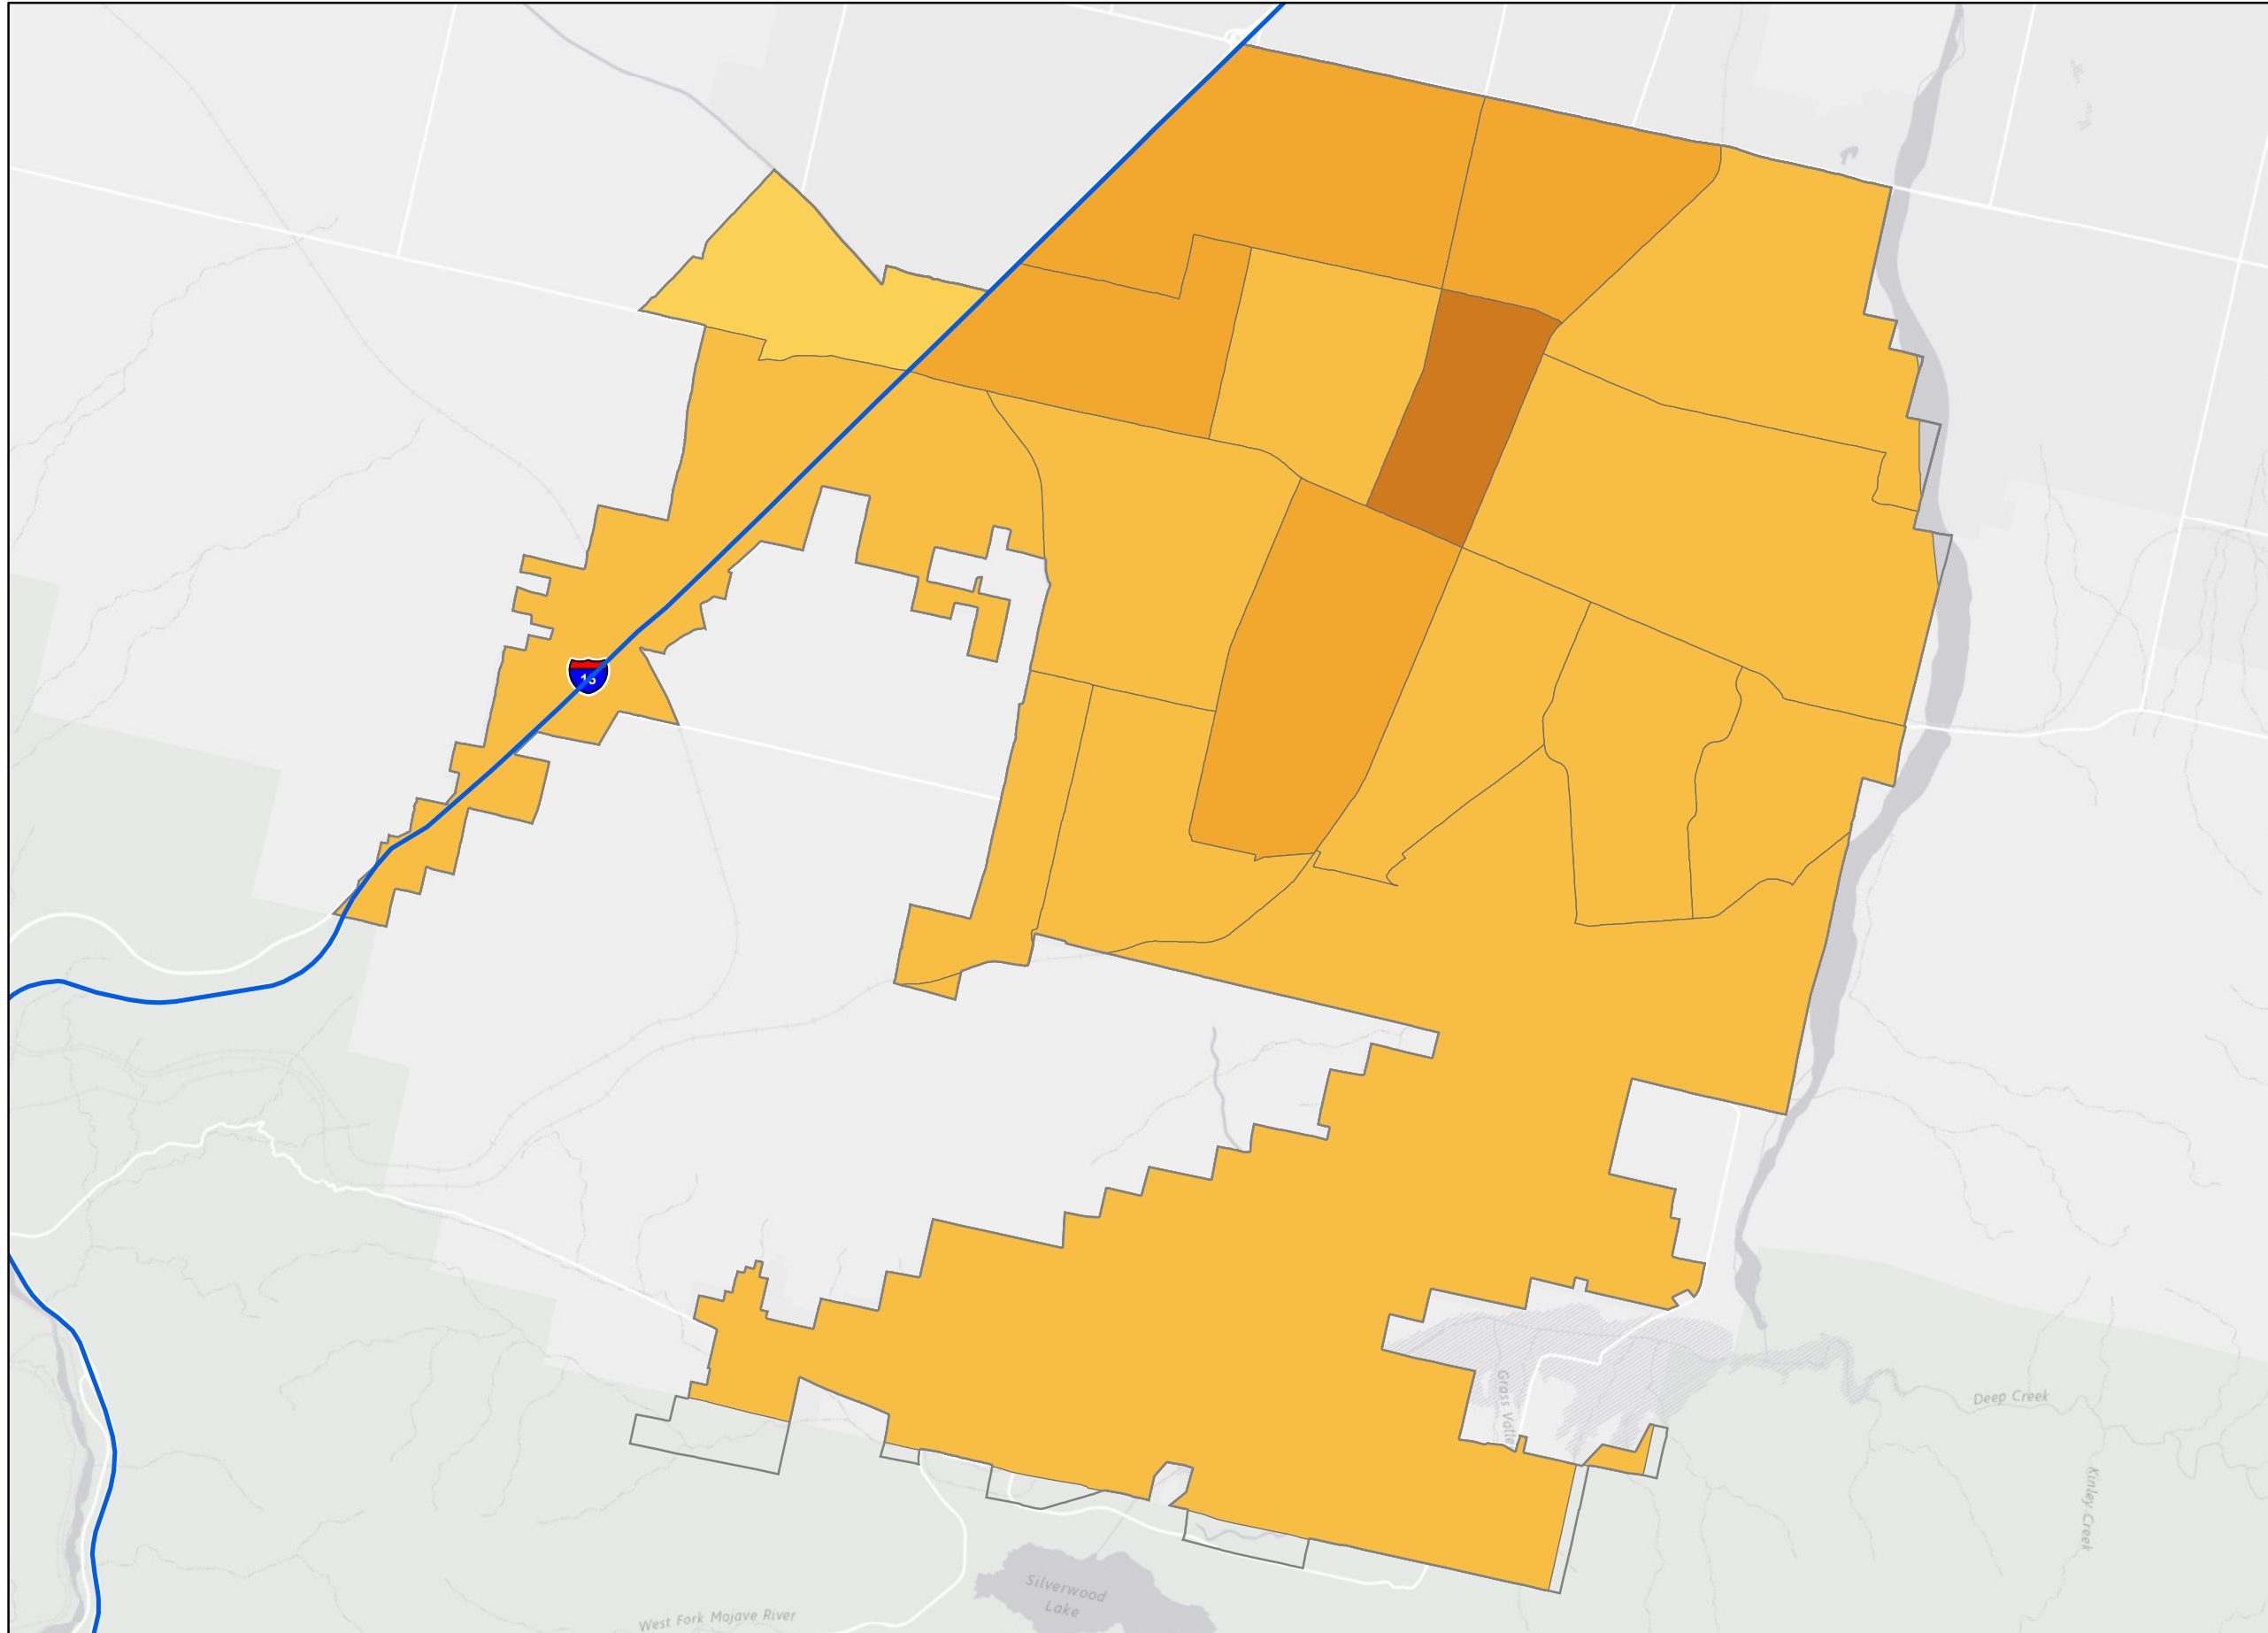 15
Grass Valle
Deep Creek
Kinley Creek
Silverwood
Lake
West Fork Mojave River